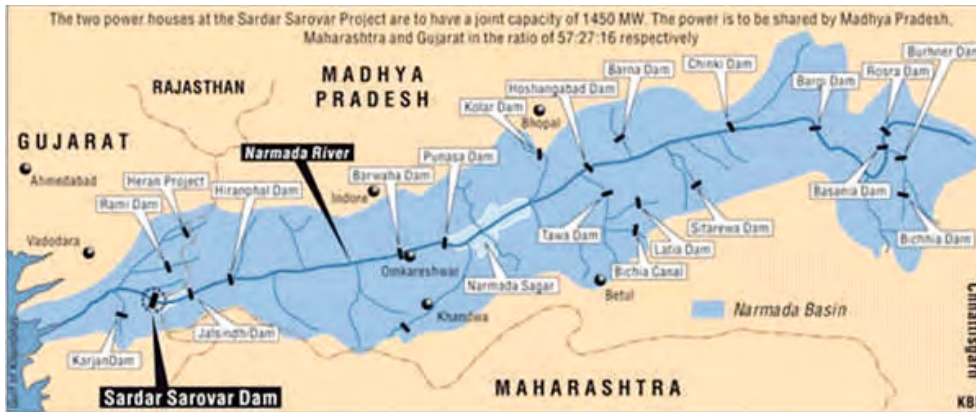 The two power houses at the Sardar Sarovar Project are to have a joint capacity of 1450 MW. The power is to be shared by Madhya Pradesh,
Maharashtra and Gujarat in the ratio of 57:27:16 respectively
RAJASTHAN
MADHYA
PRADESH
GUJARAT
Ahmedabad
Vadodara
Narmada River
Heran Project
Rami Dam
Hiranphal Dam
Indore
Barwaha Dam
Punasa Dam
Kolar Dam
Bhopal
Hoshangabad Dam
Barna Dam
Chinki Dam
Bargi Dam
Rosra Dam
Burhner Dam
Basania Dam
Bichhia Dam
Sitarewa Dam
Latia Dam
Tawa Dam
Bichia Canal
Betul
Narmada Sagar
Omkareshwar
Khandwa
Jalsindhi Dam
KarjanDam
Sardar Sarovar Dam
MAHARASHTRA
Narmada Basin
KB